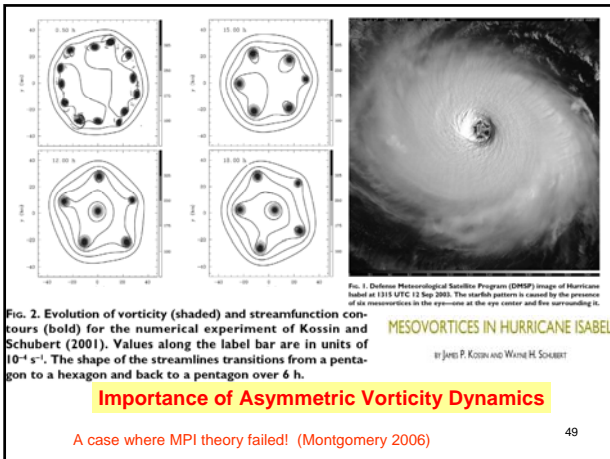 0.50 h
15.00 h
12.00 h
18.00 h
FIG. 2. Evolution of vorticity (shaded) and streamfunction con-
tours (bold) for the numerical experiment of Kossin and
Schubert (2001). Values along the label bar are in units of
10⁻⁴ s⁻¹. The shape of the streamlines transitions from a penta-
gon to a hexagon and back to a pentagon over 6 h.
FIG. 1. Defense Meteorological Satellite Program (DMSP) image of Hurricane
Isabel at 1315 UTC 12 Sep 2003. The starfish pattern is caused by the presence
of six mesovortices in the eye—one at the eye center and five surrounding it.
MESOVORTICES IN HURRICANE ISABEL
BY JAMES P. KOSSIN AND WAYNE H. SCHUBERT
Importance of Asymmetric Vorticity Dynamics
A case where MPI theory failed! (Montgomery 2006)
49